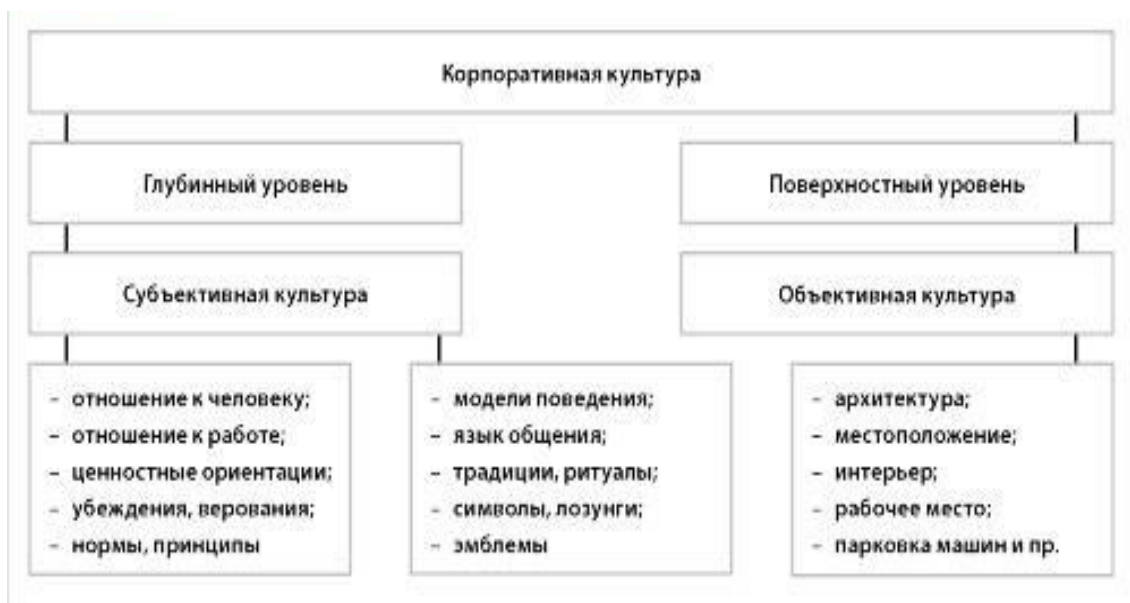 Корпоративная культура
Глубинный уровень
Поверхностный уровень
Субъективная культура
Объективная культура
- отношение к человеку;
- отношение к работе;
- ценностные ориентации;
- убеждения, верования;
- нормы, принципы
- модели поведения;
- язык общения;
- традиции, ритуалы;
- символы, лозунги;
- эмблемы
- архитектура;
- местоположение;
- интерьер;
- рабочее место;
- парковка машин и пр.